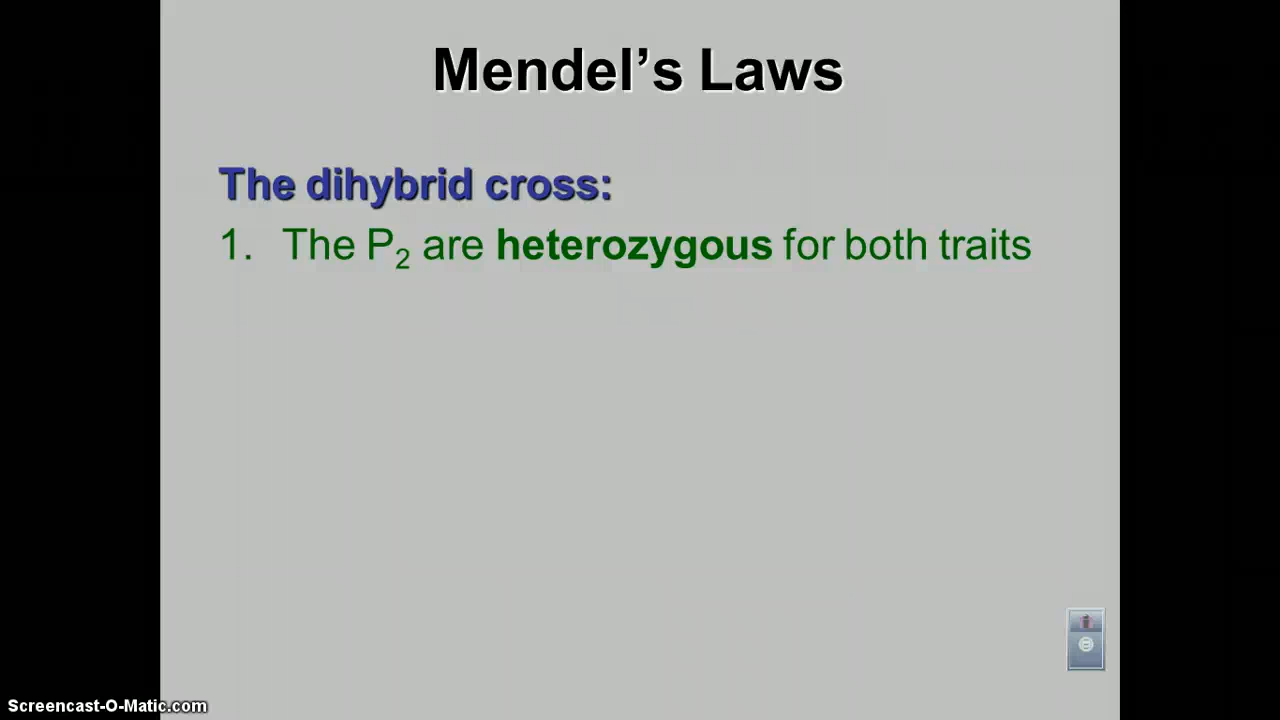 Mendel’s Laws
The dihybrid cross:
1. The P₂ are heterozygous for both traits
Screencast-O-Matic.com